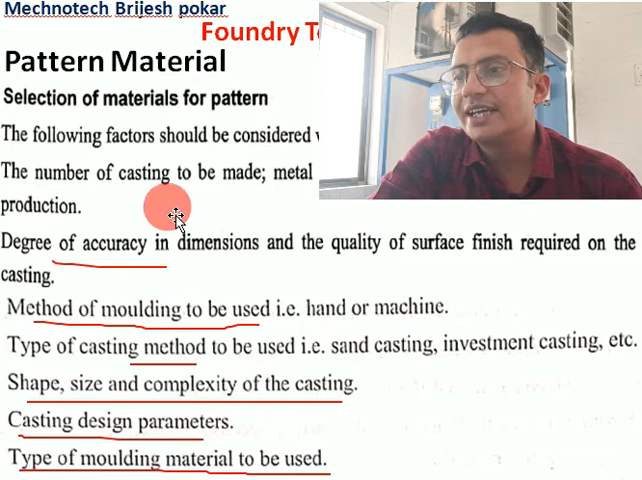 Mechnotech Brijesh pokar
Foundry
Pattern Material
Selection of materials for pattern
The following factors should be considered
The number of casting to be made; metal
production.
Degree of accuracy in dimensions and the quality of surface finish required on the
casting.
Method of moulding to be used i.e. hand or machine.
Type of casting method to be used i.e. sand casting, investment casting, etc.
Shape, size and complexity of the casting.
Casting design parameters.
Type of moulding material to be used.